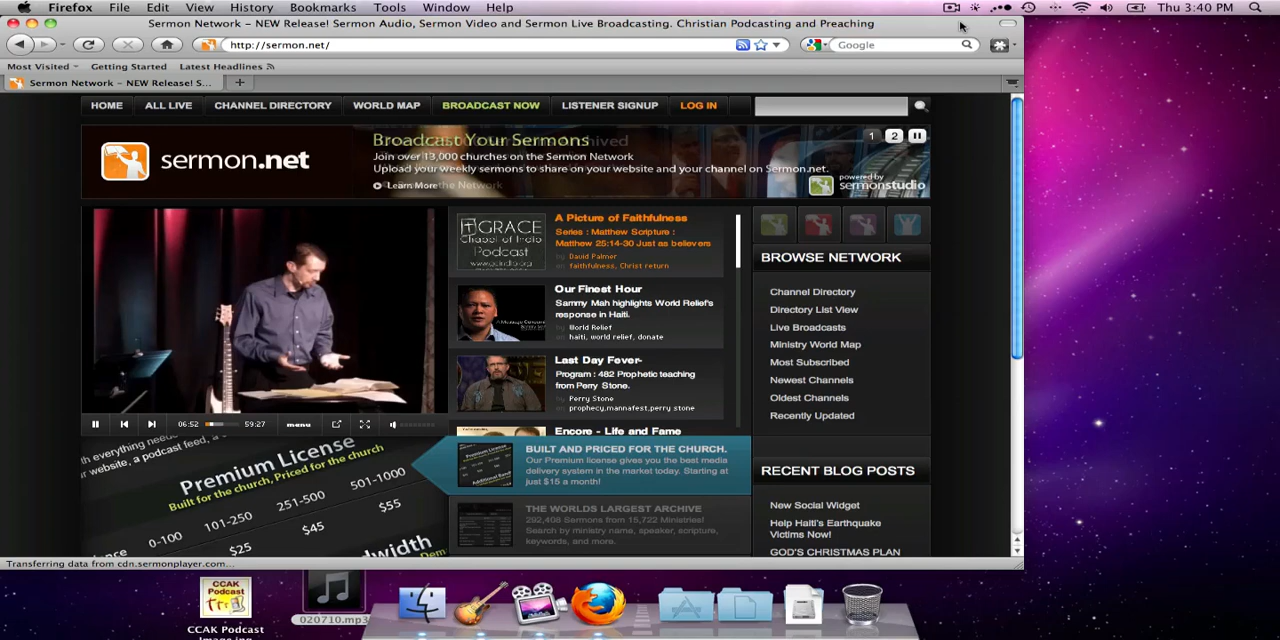 Firefox File Edit View History Bookmarks Tools Window Help Thu 3:40 PM
Sermon Network – NEW Release! Sermon Audio, Sermon Video and Sermon Live Broadcasting. Christian Podcasting and Preaching
http://sermon.net/ Google
Most Visited Getting Started Latest Headlines
Sermon Network – NEW Release! S...
HOME ALL LIVE CHANNEL DIRECTORY WORLD MAP BROADCAST NOW LISTENER SIGNUP LOG IN
sermon.net
Broadcast Your Sermons
Join over 13,000 churches on the Sermon Network
Upload your weekly sermons to share on your website and your channel on Sermon.net.
Learn More
1 2
powered by
sermonstudio
GRACE
Chapel of Indio
Podcast
A Picture of Faithfulness
Series : Matthew Scripture :
Matthew 25:14-30 Just as believers
by David Palmer
on faithfulness, Christ return
Our Finest Hour
Sammy Mah highlights World Relief's
response in Haiti.
by World Relief
on haiti, world relief, donate
Last Day Fever-
Program : 482 Prophetic teaching
from Perry Stone.
by Perry Stone
on prophecy,mannafest,perry stone
Encore - Life and Fame
BROWSE NETWORK
Channel Directory
Directory List View
Live Broadcasts
Ministry World Map
Most Subscribed
Newest Channels
Oldest Channels
Recently Updated
06:52 59:27 menu
Premium License
Built for the church, Priced for the church
0-100 101-250 251-500 501-1000
$25 $45 $55
BUILT AND PRICED FOR THE CHURCH.
Our Premium license gives you the best media
delivery system in the market today. Starting at
just $15 a month!
THE WORLDS LARGEST ARCHIVE
292,408 Sermons from 15,722 Ministries!
Search by ministry name, speaker, scripture,
keywords, and more.
RECENT BLOG POSTS
New Social Widget
Help Haiti's Earthquake
Victims Now!
GOD'S CHRISTMAS PLAN
Transferring data from cdn.sermonplayer.com...
CCAK
Podcast
CCAK Podcast
020710.mp3